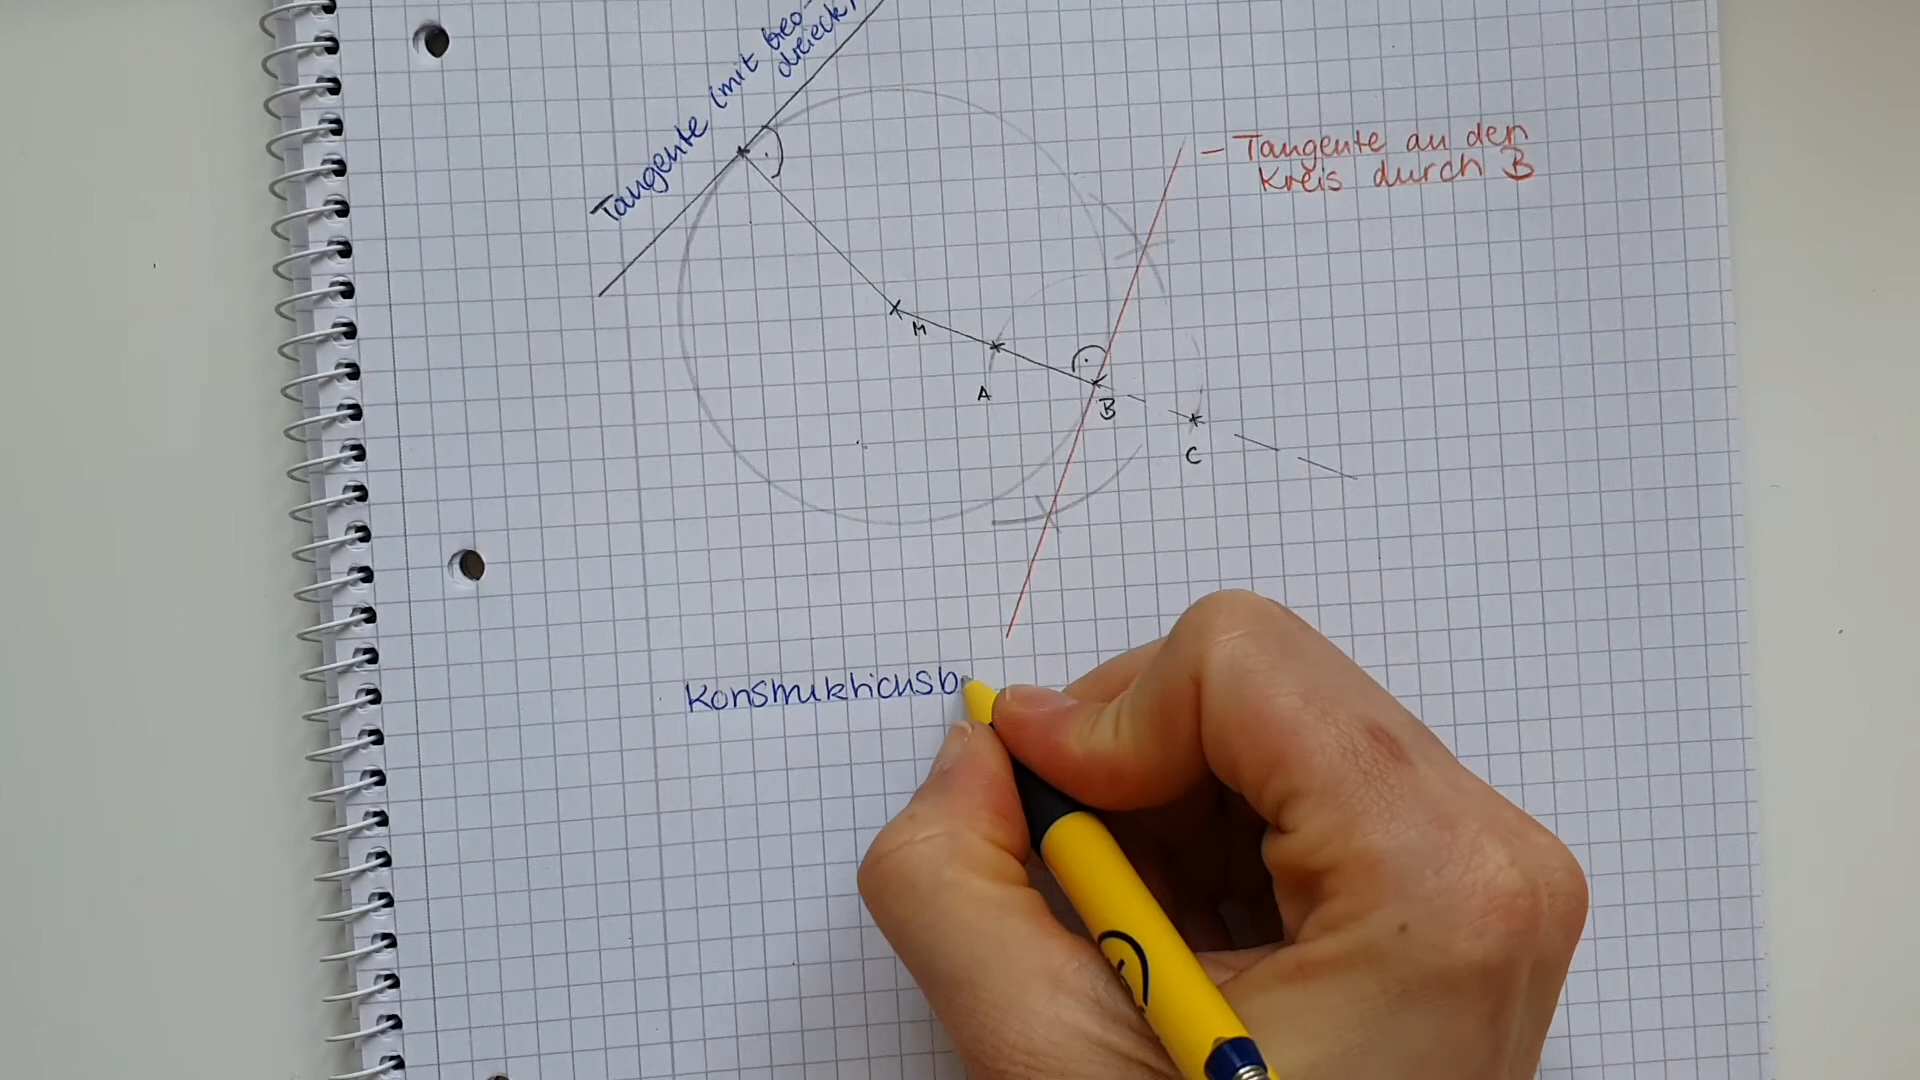 Tangente (mit Geo-
dreieck)
- Tangente an den
Kreis durch B
M
A
B
C
Konstruktionsb